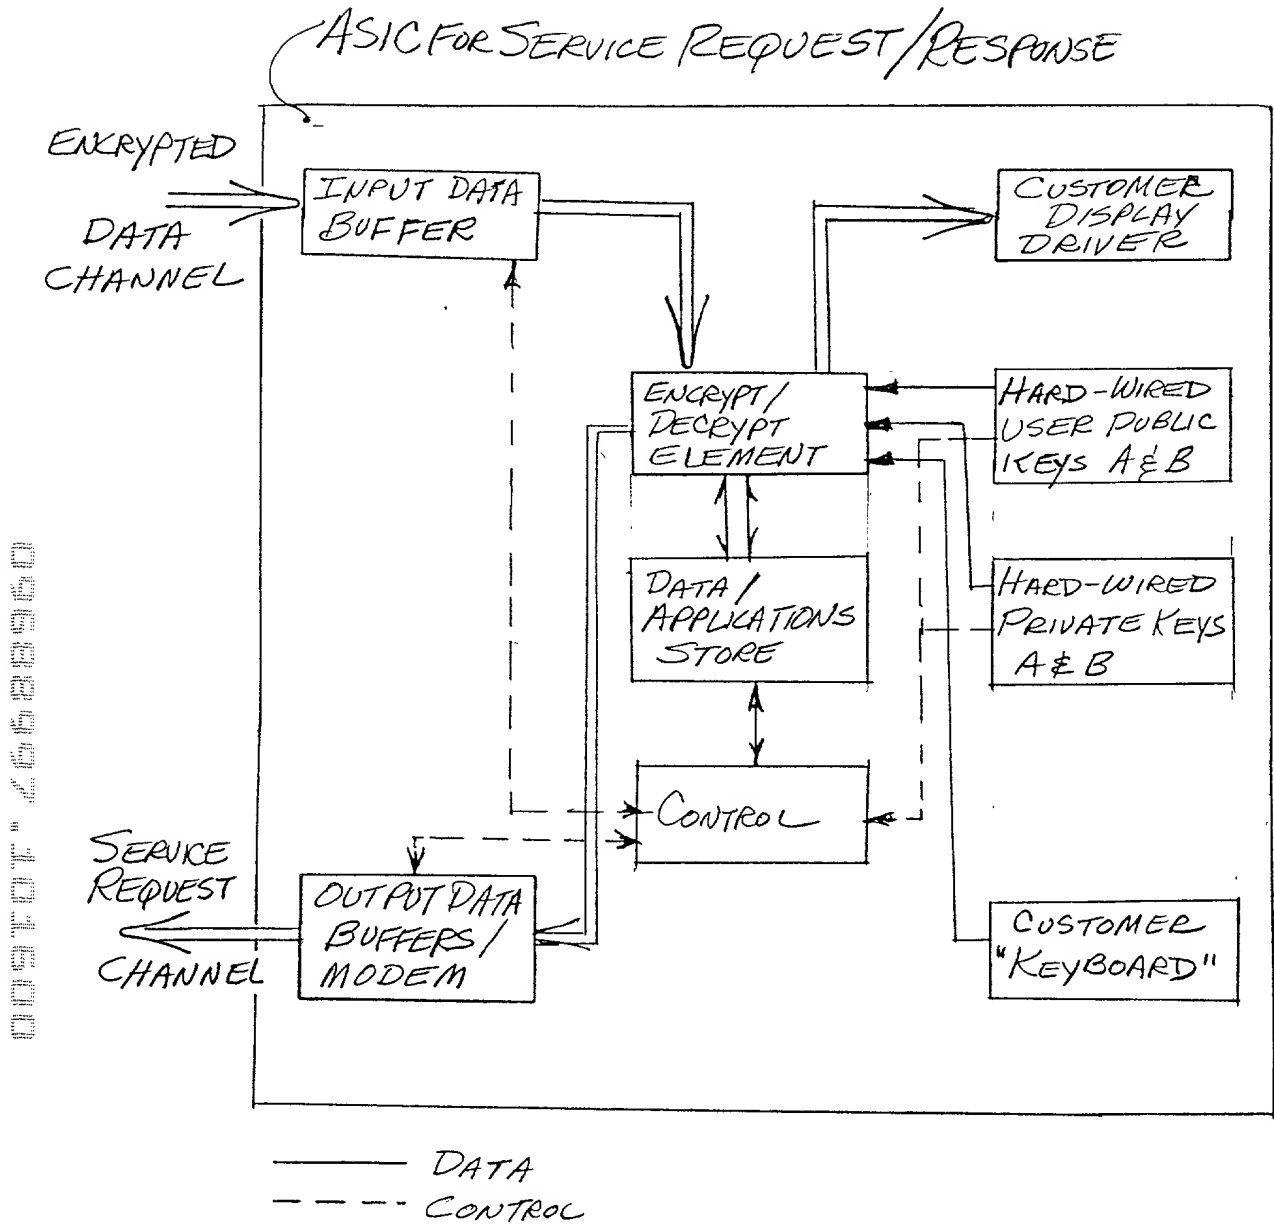 ASIC FOR SERVICE REQUEST/RESPONSE
ENCRYPTED
DATA
CHANNEL
INPUT DATA
BUFFER
CUSTOMER
DISPLAY
DRIVER
ENCRYPT/
DECRYPT
ELEMENT
HARD-WIRED
USER PUBLIC
KEYS A & B
DATA/
APPLICATIONS
STORE
HARD-WIRED
PRIVATE KEYS
A & B
CONTROL
SERVICE
REQUEST
CHANNEL
OUTPUT DATA
BUFFERS/
MODEM
CUSTOMER
"KEYBOARD"
DATA
CONTROL